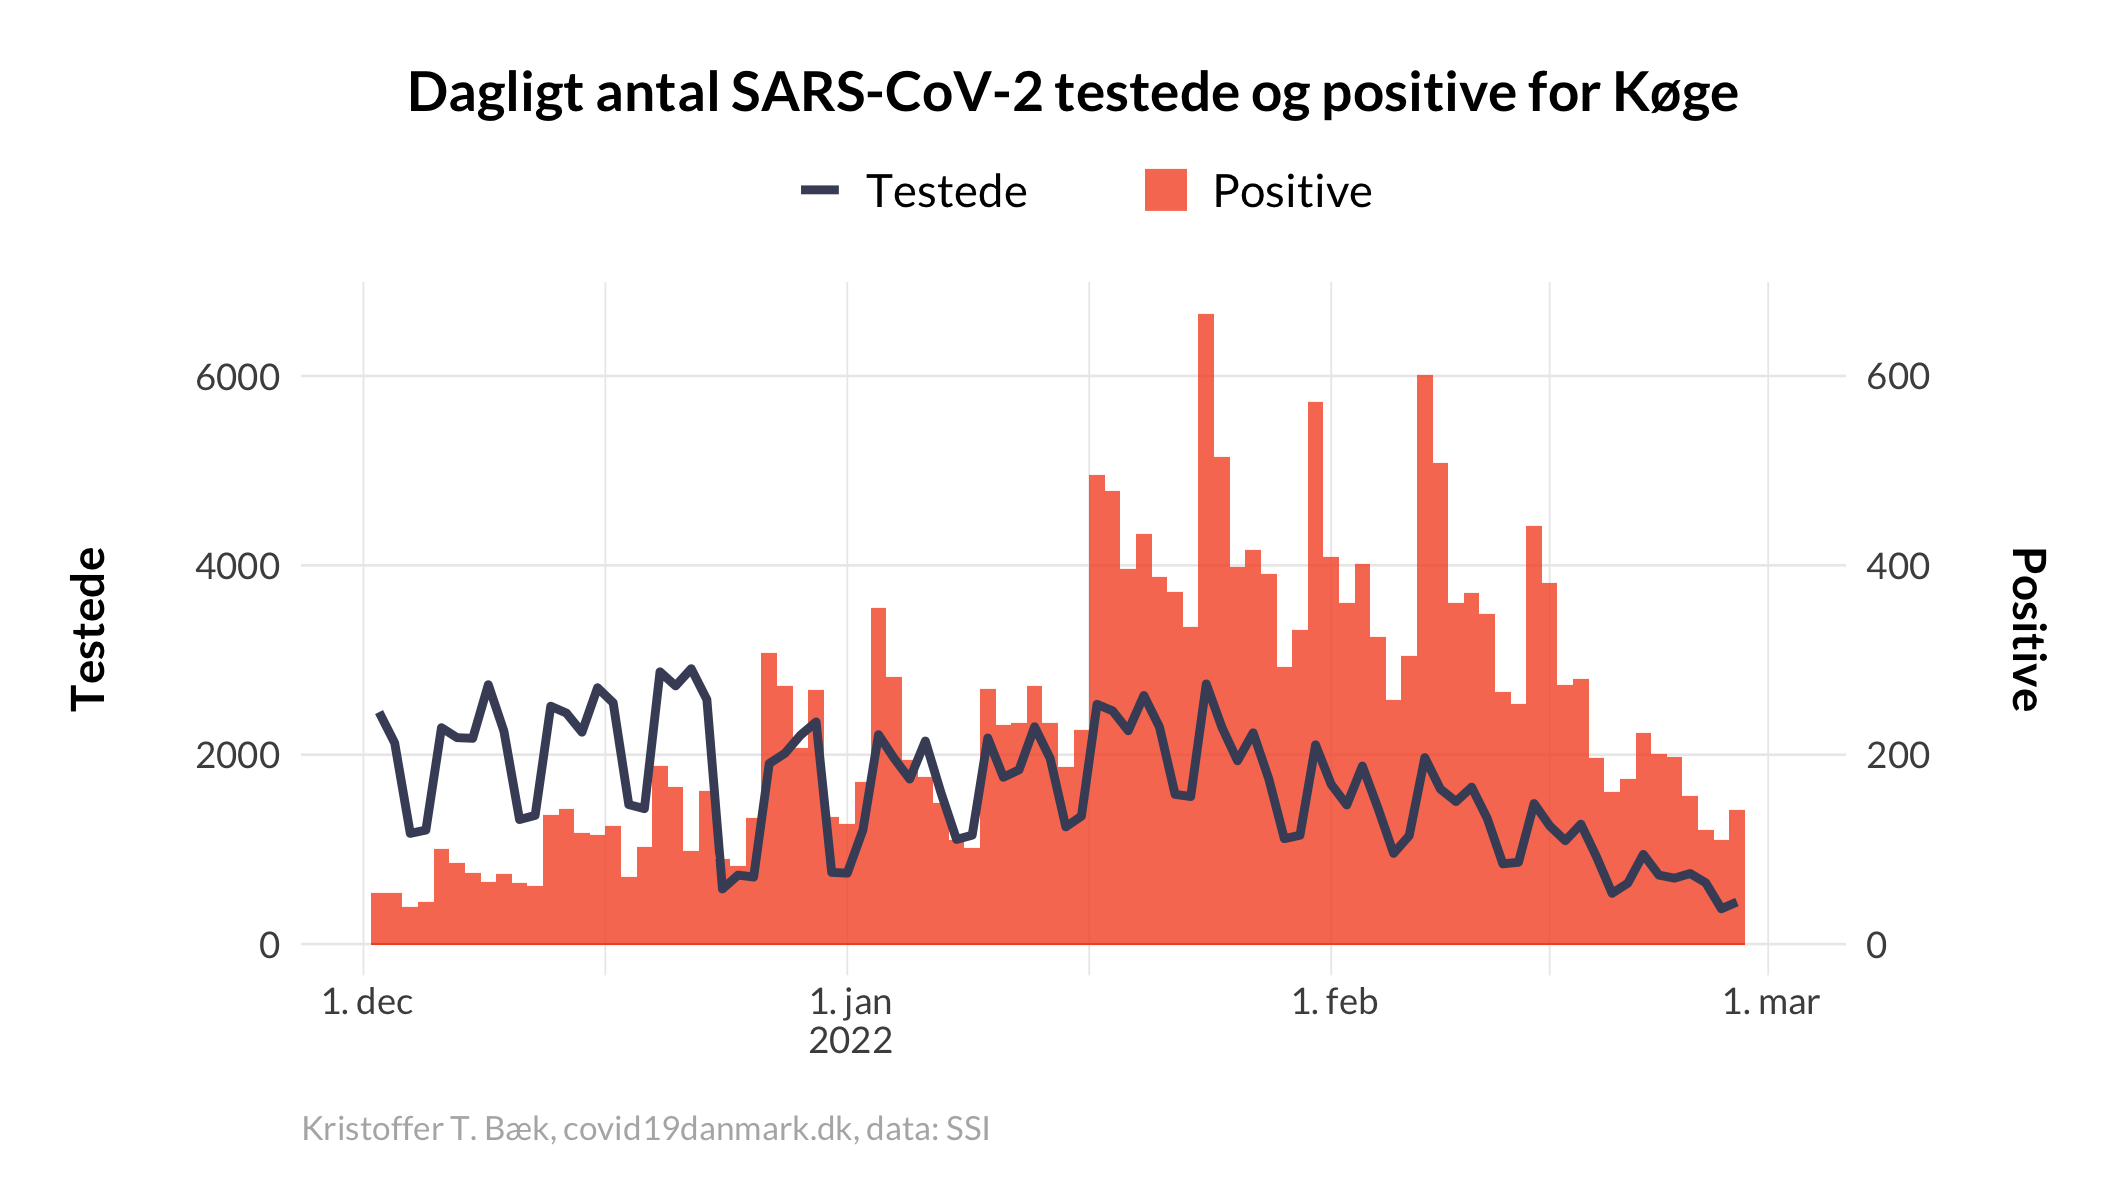 Dagligt antal SARS-CoV-2 testede og positive for Køge
Testede
Positive
6000
4000
2000
0
600
400
200
0
Testede
Positive
1. dec
1. jan
2022
1. feb
1. mar
Kristoffer T. Bæk, covid19danmark.dk, data: SSI